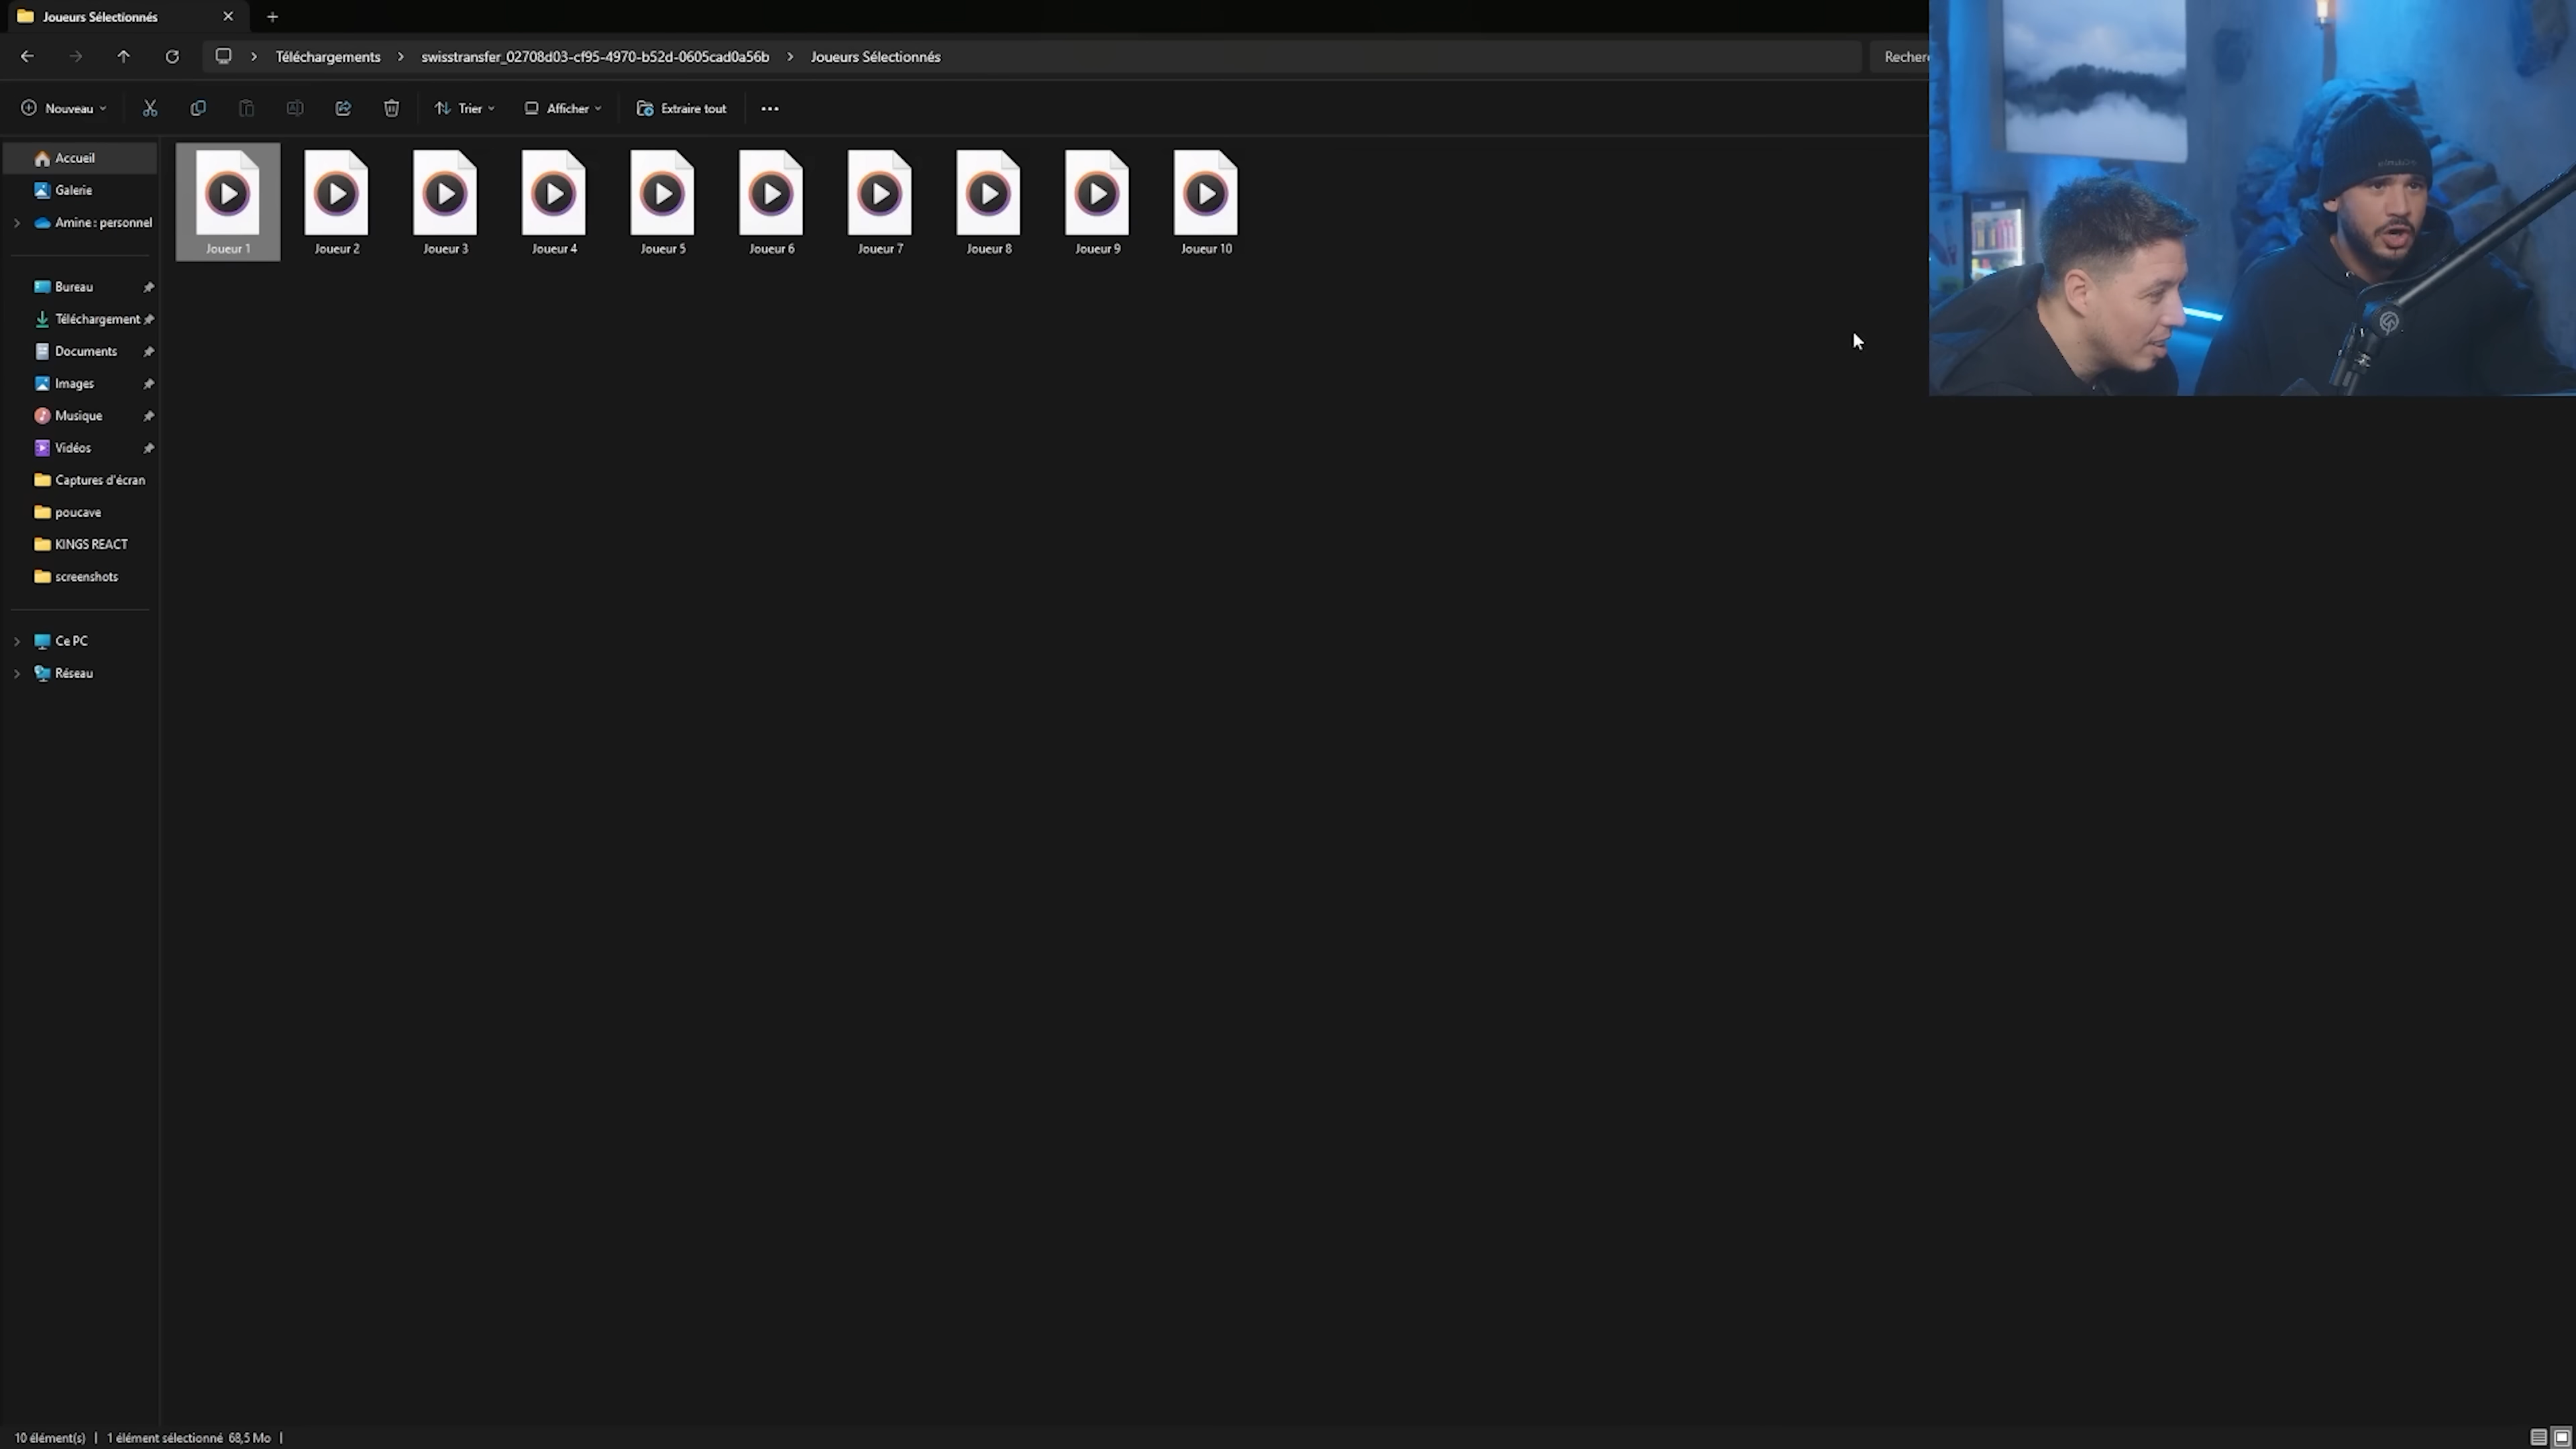 Joueurs Sélectionnés
Téléchargements > swisstransfer_02708d03-cf95-4970-b52d-0605cad0a56b > Joueurs Sélectionnés
Nouveau
Trier
Afficher
Extraire tout
Accueil
Galerie
Amine : personnel
Bureau
Téléchargement
Documents
Images
Musique
Vidéos
Captures d'écran
poucave
KINGS REACT
screenshots
Ce PC
Réseau
Joueur 1
Joueur 2
Joueur 3
Joueur 4
Joueur 5
Joueur 6
Joueur 7
Joueur 8
Joueur 9
Joueur 10
10 élément(s) | 1 élément sélectionné 68,5 Mo |